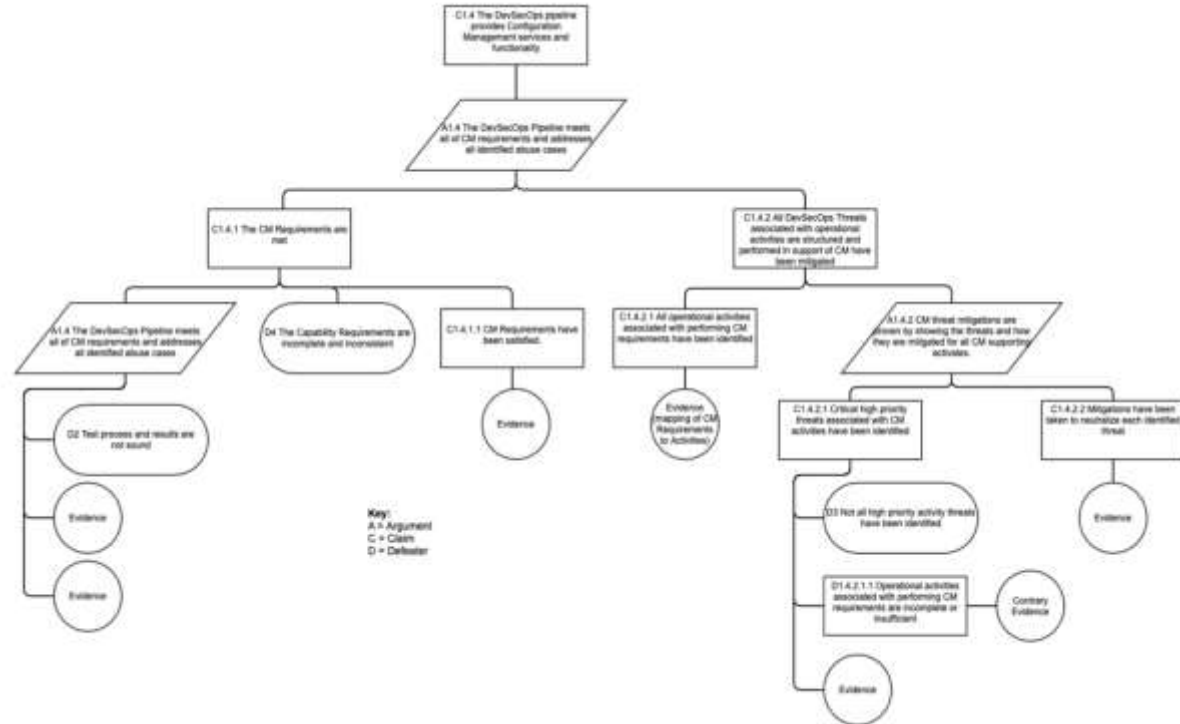 C1.4 The DevSecOps pipeline
provides Configuration
Management services and
functionality
A1.4 The DevSecOps Pipeline meets
all of CM requirements and addresses
all identified abuse cases
C1.4.1 The CM Requirements are
met
C1.4.2 All DevSecOps Threats
associated with operational
activities are structured and
performed in support of CM have
been mitigated
A1.4 The DevSecOps Pipeline meets
all of CM requirements and addresses
all identified abuse cases
D4 The Capability Requirements are
incomplete and inconsistent
C1.4.1.1 CM Requirements have
been satisfied.
C1.4.2.1 All operational activities
associated with performing CM
requirements have been identified
A1.4.2 CM threat mitigations are
proven by showing the threats and how
they are mitigated for all CM supporting
activates.
D2 Test process and results are
not sound
Evidence
Evidence
(mapping of CM
Requirements
to Activities)
C1.4.2.1 Critical high priority
threats associated with CM
activities have been identified
C1.4.2.2 Mitigations have been
taken to neutralize each identified
threat
Evidence
Key:
A = Argument
C = Claim
D = Defeater
D3 Not all high priority activity threats
have been identified
Evidence
Evidence
D1.4.2.1.1 Operational activities
associated with performing CM
requirements are incomplete or
insufficient
Contrary
Evidence
Evidence